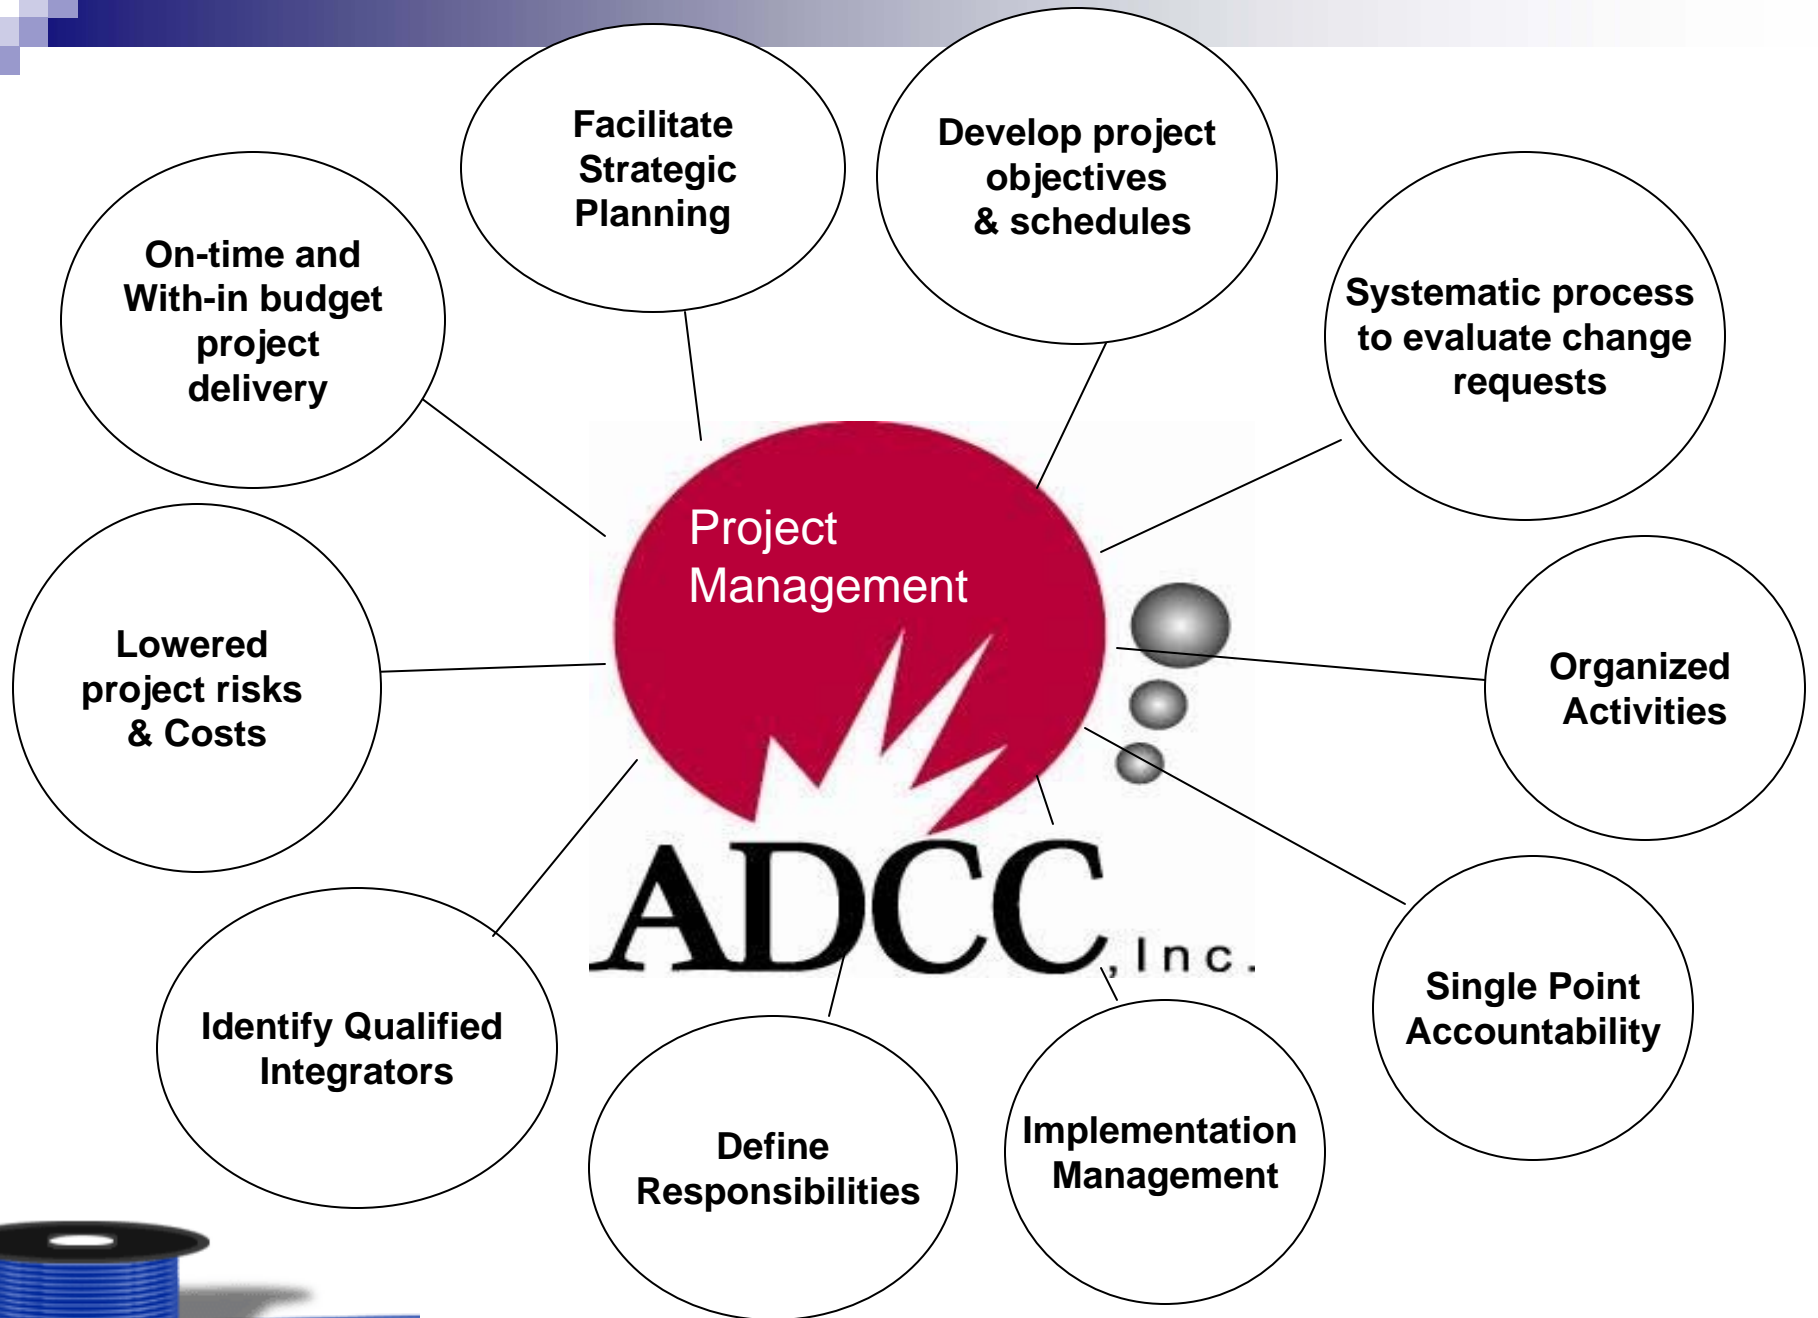 Facilitate
Strategic
Planning
Develop project
objectives
& schedules
On-time and
With-in budget
project
delivery
Systematic process
to evaluate change
requests
Project
Management
Lowered
project risks
& Costs
Organized
Activities
ADCC, Inc.
Identify Qualified
Integrators
Single Point
Accountability
Define
Responsibilities
Implementation
Management